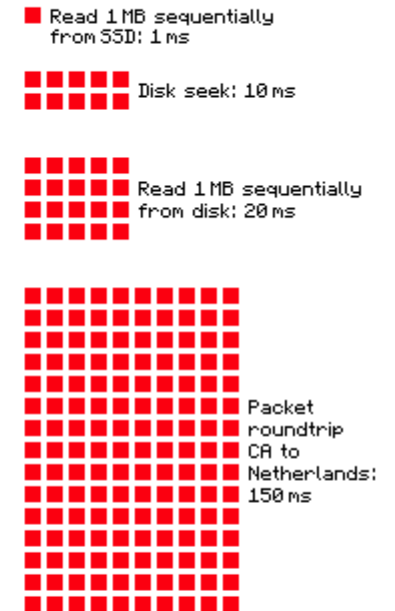 Read 1 MB sequentially
from SSD: 1 ms
Disk seek: 10 ms
Read 1 MB sequentially
from disk: 20 ms
Packet
roundtrip
CA to
Netherlands:
150 ms